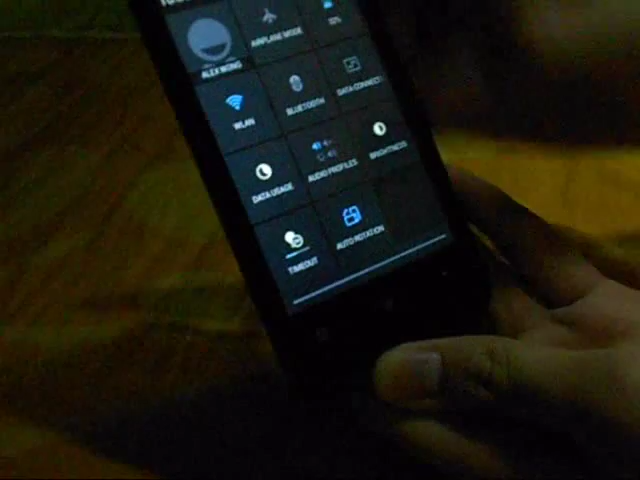 ALEX WONG
AIRPLANE MODE
WLAN
BLUETOOTH
DATA CONNECT
DATA USAGE
AUDIO PROFILES
BRIGHTNESS
TIMEOUT
AUTO ROTATION